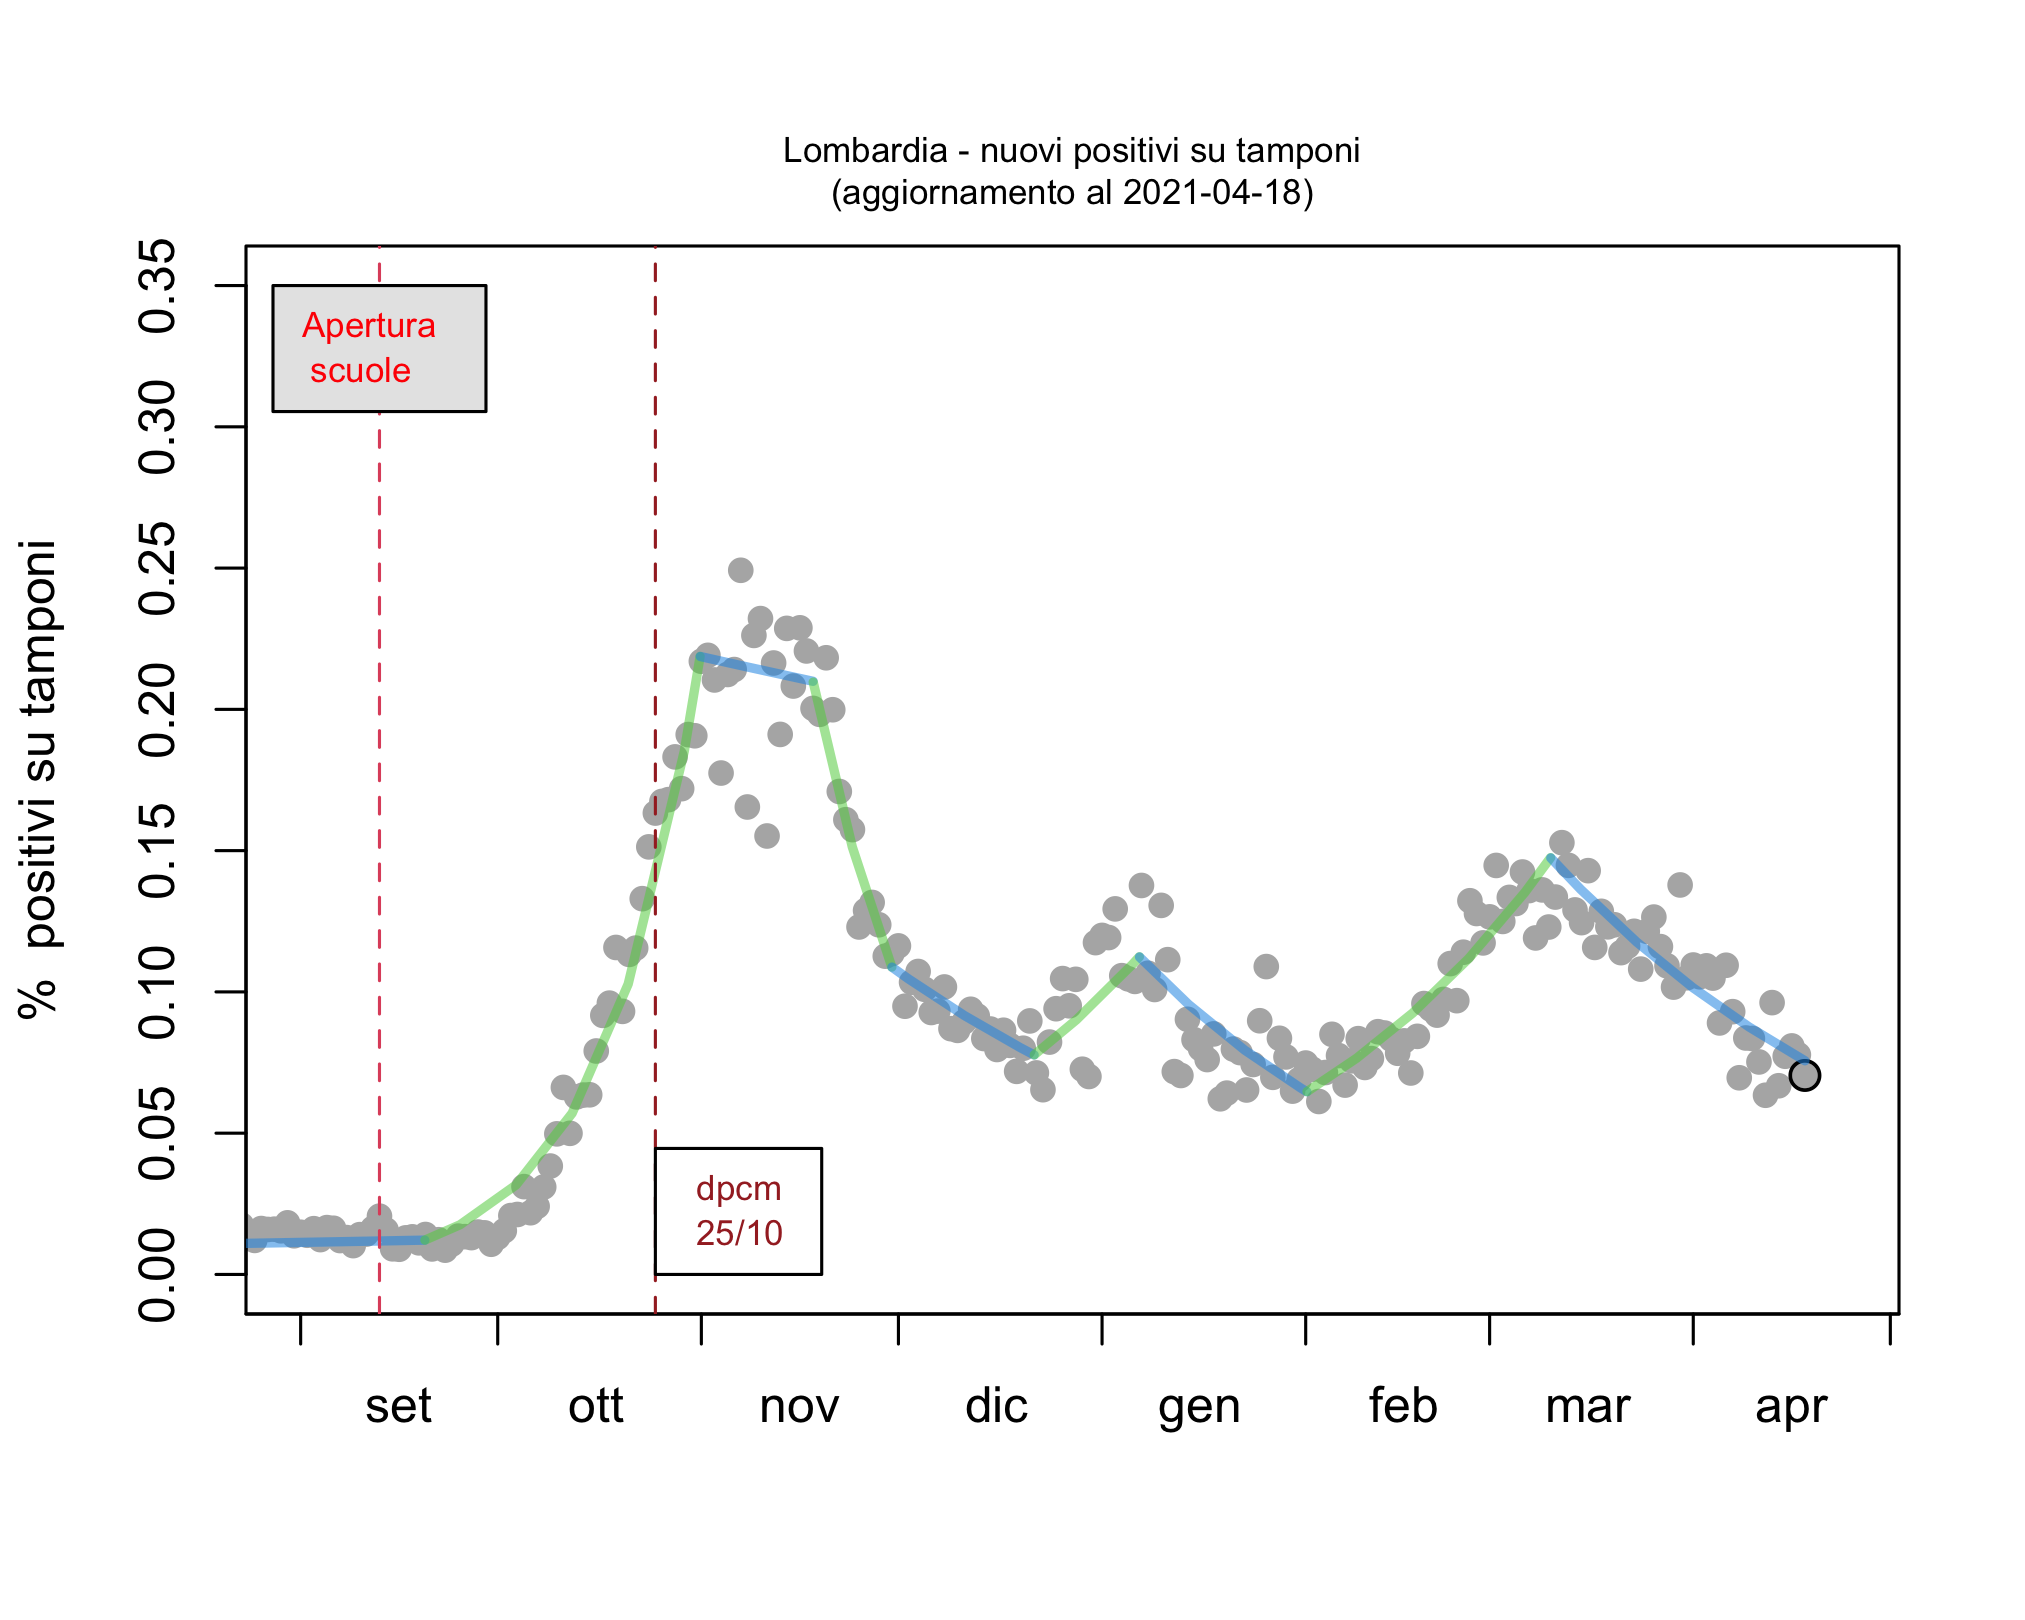 Lombardia - nuovi positivi su tamponi
(aggiornamento al 2021-04-18)
% positivi su tamponi
0.35
0.30
0.25
0.20
0.15
0.10
0.05
0.00
Apertura
scuole
dpcm
25/10
set ott nov dic gen feb mar apr